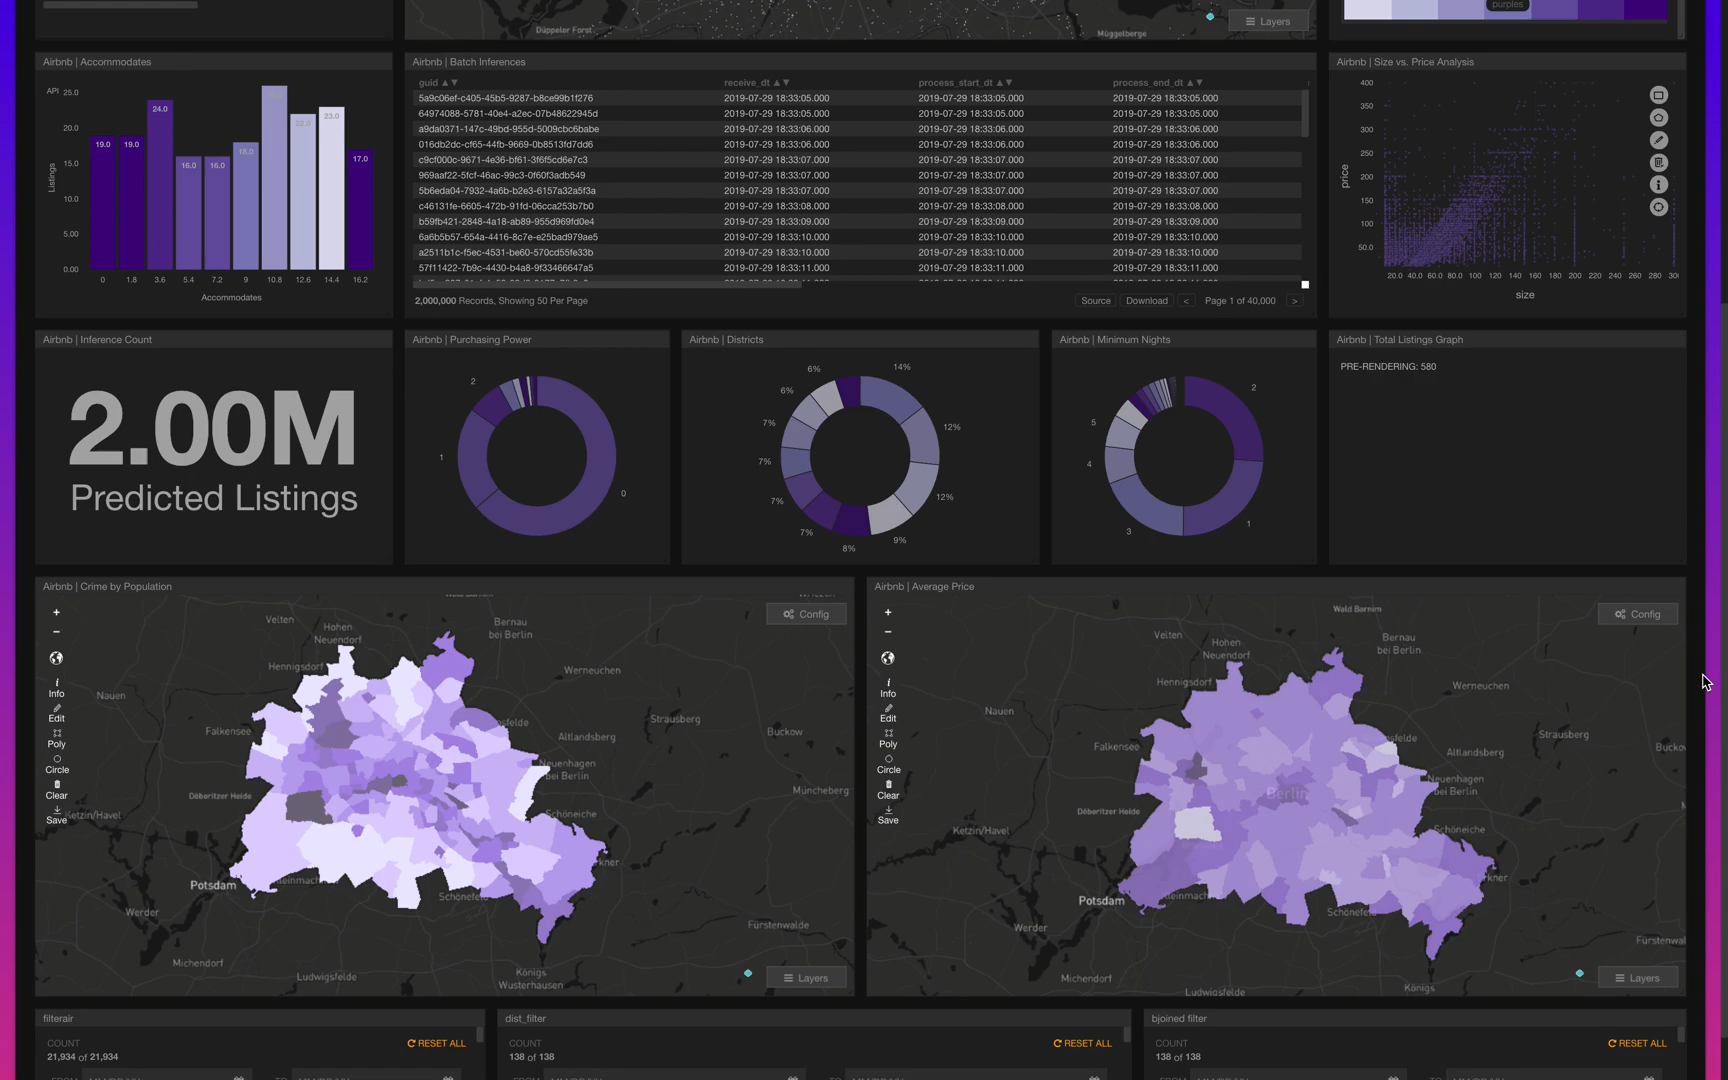 purples
Düppeler Forst
Müggelberge
Layers
Airbnb | Accommodates
API
25.0
20.0
15.0
10.0
5.00
0.00
Listings
19.0
19.0
24.0
16.0
16.0
18.0
22.0
23.0
17.0
0
1.8
3.6
5.4
7.2
9
10.8
12.6
14.4
16.2
Accommodates
Airbnb | Batch Inferences
guid receive_dt process_start_dt process_end_dt
5a9c06ef-c405-45b5-9287-b8ce99b1f276 2019-07-29 18:33:05.000 2019-07-29 18:33:05.000 2019-07-29 18:33:05.000
64974088-5781-40e4-a2ec-07b48622945d 2019-07-29 18:33:05.000 2019-07-29 18:33:05.000 2019-07-29 18:33:05.000
a9da0371-147c-49bd-955d-5009cbc6babe 2019-07-29 18:33:06.000 2019-07-29 18:33:06.000 2019-07-29 18:33:06.000
016db2dc-cf65-44fb-9669-0b8513fd7dd6 2019-07-29 18:33:06.000 2019-07-29 18:33:06.000 2019-07-29 18:33:06.000
c9cf000c-9671-4e36-bf61-3f6f5cd6e7c3 2019-07-29 18:33:07.000 2019-07-29 18:33:07.000 2019-07-29 18:33:07.000
969aaf22-5fcf-46ac-99c3-0f60f3adb549 2019-07-29 18:33:07.000 2019-07-29 18:33:07.000 2019-07-29 18:33:07.000
5b6eda04-7932-4a6b-b2e3-6157a32a5f3a 2019-07-29 18:33:07.000 2019-07-29 18:33:07.000 2019-07-29 18:33:07.000
c46131fe-6605-472b-91fd-06cca253b7b0 2019-07-29 18:33:08.000 2019-07-29 18:33:08.000 2019-07-29 18:33:08.000
b59fb421-2848-4a18-ab89-955d969fd0e4 2019-07-29 18:33:09.000 2019-07-29 18:33:09.000 2019-07-29 18:33:09.000
6a6b5b57-654a-4416-8c7e-e25bad979ae5 2019-07-29 18:33:10.000 2019-07-29 18:33:10.000 2019-07-29 18:33:10.000
a2511b1c-f5ec-4531-be60-570cd55fe33b 2019-07-29 18:33:10.000 2019-07-29 18:33:10.000 2019-07-29 18:33:10.000
57f11422-7b9c-4430-b4a8-9f33466647a5 2019-07-29 18:33:11.000 2019-07-29 18:33:11.000 2019-07-29 18:33:11.000
2,000,000 Records, Showing 50 Per Page
Source Download < Page 1 of 40,000 >
Airbnb | Size vs. Price Analysis
400
350
300
250
200
150
100
50.0
price
20.0 40.0 60.0 80.0 100 120 140 160 180 200 220 240 260 280
size
Airbnb | Inference Count
2.00M
Predicted Listings
Airbnb | Purchasing Power
2
1
0
Airbnb | Districts
6%
14%
6%
7%
12%
7%
7%
12%
7%
9%
8%
Airbnb | Minimum Nights
2
5
4
3
1
Airbnb | Total Listings Graph
PRE-RENDERING: 580
Airbnb | Crime by Population
Config
+
−
Info
Edit
Poly
Circle
Clear
Save
Velten
Hohen
Neuendorf
Bernau
bei Berlin
Hennigsdorf
Werneuchen
Nauen
Strausberg
Falkensee
sfelde
Altlandsberg
Buckow
Neuenhagen
bei Berlin
Müncheberg
Döberitzer Heide
Ketzin/Havel
Schöneiche
Potsdam
leinmach
kner
Schönefeld
Werder
Fürstenwalde
Michendorf
Ludwigsfelde
Königs
Wusterhausen
Layers
Airbnb | Average Price
Config
+
−
Info
Edit
Poly
Circle
Clear
Save
Wald Barnim
Velten
Hohen
Neuendorf
Bernau
bei Berlin
Hennigsdorf
Werneuchen
Nauen
Strausberg
Falkensee
sfelde
Altlandsberg
Bucko
Neuenhagen
bei Berlin
Berlin
Döberitzer Heide
Ketzin/Havel
Schöneiche
Potsdam
leinmach
kner
Schönefe
Werder
Fürstenwa
Michendorf
Ludwigsfelde
Königs
Layers
filterair
COUNT
21,934 of 21,934
RESET ALL
dist_filter
COUNT
138 of 138
RESET ALL
bjoined filter
COUNT
138 of 138
RESET ALL